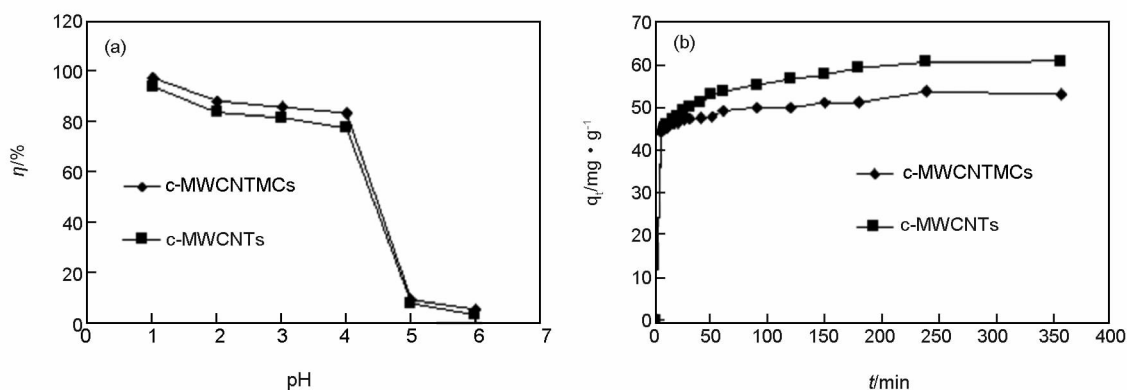 (a)
120
100
80
60
40
20
0
η/%
c-MWCNTMCs
c-MWCNTs
0 1 2 3 4 5 6 7
pH
(b)
70
60
50
40
30
20
10
0
qt/mg • g⁻¹
c-MWCNTMCs
c-MWCNTs
0 50 100 150 200 250 300 350 400
t/min